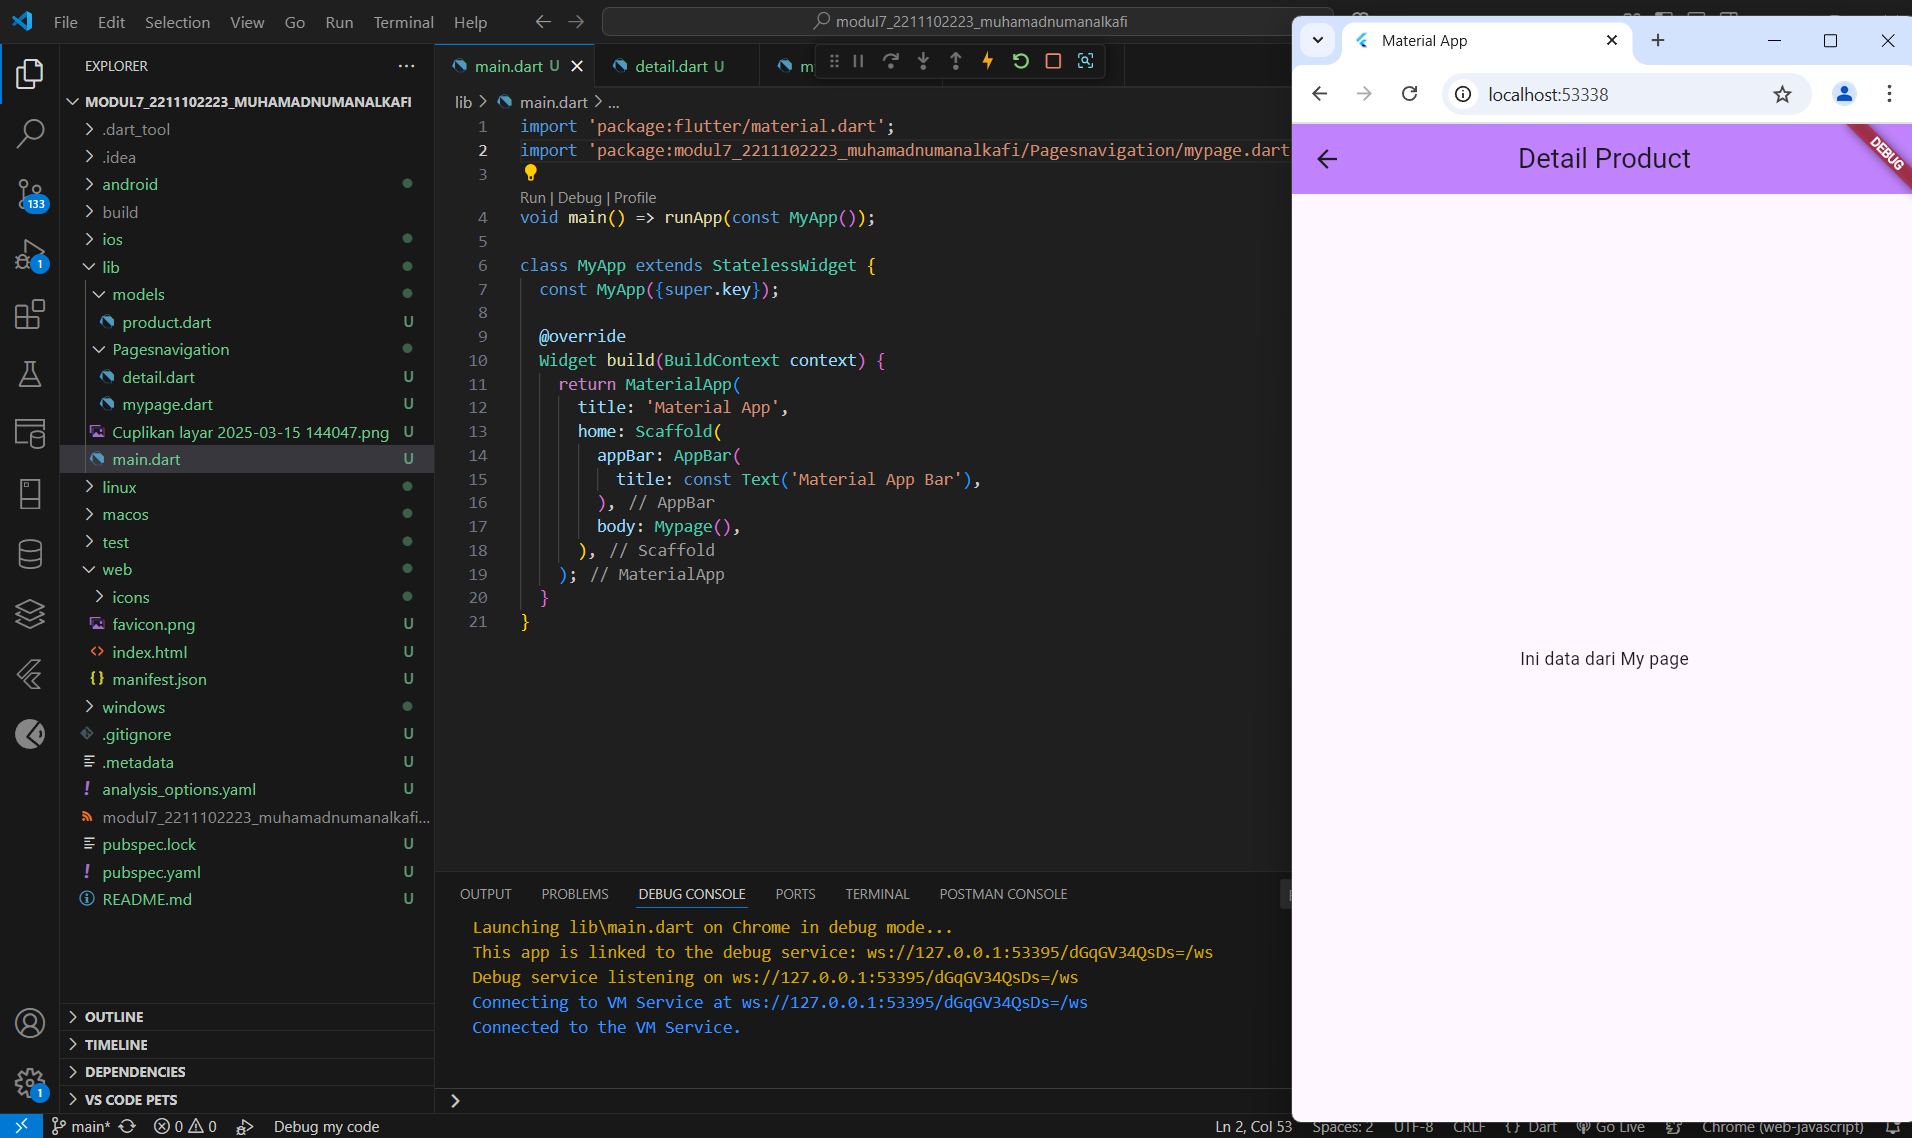 File Edit Selection View Go Run Terminal Help
modul7_2211102223_muhamadnumanalkafi
EXPLORER
MODUL7_2211102223_MUHAMADNUMANALKAFI
.dart_tool
.idea
android
build
ios
lib
models
product.dart U
Pagesnavigation
detail.dart U
mypage.dart U
Cuplikan layar 2025-03-15 144047.png U
main.dart U
linux
macos
test
web
icons
favicon.png U
index.html U
manifest.json U
windows
.gitignore U
.metadata U
analysis_options.yaml U
modul7_2211102223_muhamadnumanalkafi...
pubspec.lock U
pubspec.yaml U
README.md U
OUTLINE
TIMELINE
DEPENDENCIES
VS CODE PETS
133
1
1
main.dart U
detail.dart U
m
lib > main.dart > ...
1 import 'package:flutter/material.dart';
2 import 'package:modul7_2211102223_muhamadnumanalkafi/Pagesnavigation/mypage.dart
3
Run | Debug | Profile
4 void main() => runApp(const MyApp());
5
6 class MyApp extends StatelessWidget {
7 const MyApp({super.key});
8
9 @override
10 Widget build(BuildContext context) {
11 return MaterialApp(
12 title: 'Material App',
13 home: Scaffold(
14 appBar: AppBar(
15 title: const Text('Material App Bar'),
16 ), // AppBar
17 body: Mypage(),
18 ), // Scaffold
19 ); // MaterialApp
20 }
21 }
OUTPUT PROBLEMS DEBUG CONSOLE PORTS TERMINAL POSTMAN CONSOLE
Launching lib\main.dart on Chrome in debug mode...
This app is linked to the debug service: ws://127.0.0.1:53395/dGqGV34QsDs=/ws
Debug service listening on ws://127.0.0.1:53395/dGqGV34QsDs=/ws
Connecting to VM Service at ws://127.0.0.1:53395/dGqGV34QsDs=/ws
Connected to the VM Service.
>
Material App
localhost:53338
Detail Product
DEBUG
Ini data dari My page
main* 0 0 Debug my code
Ln 2, Col 53 Spaces: 2 UTF-8 CRLF {} Dart Go Live Chrome (web-javascript)